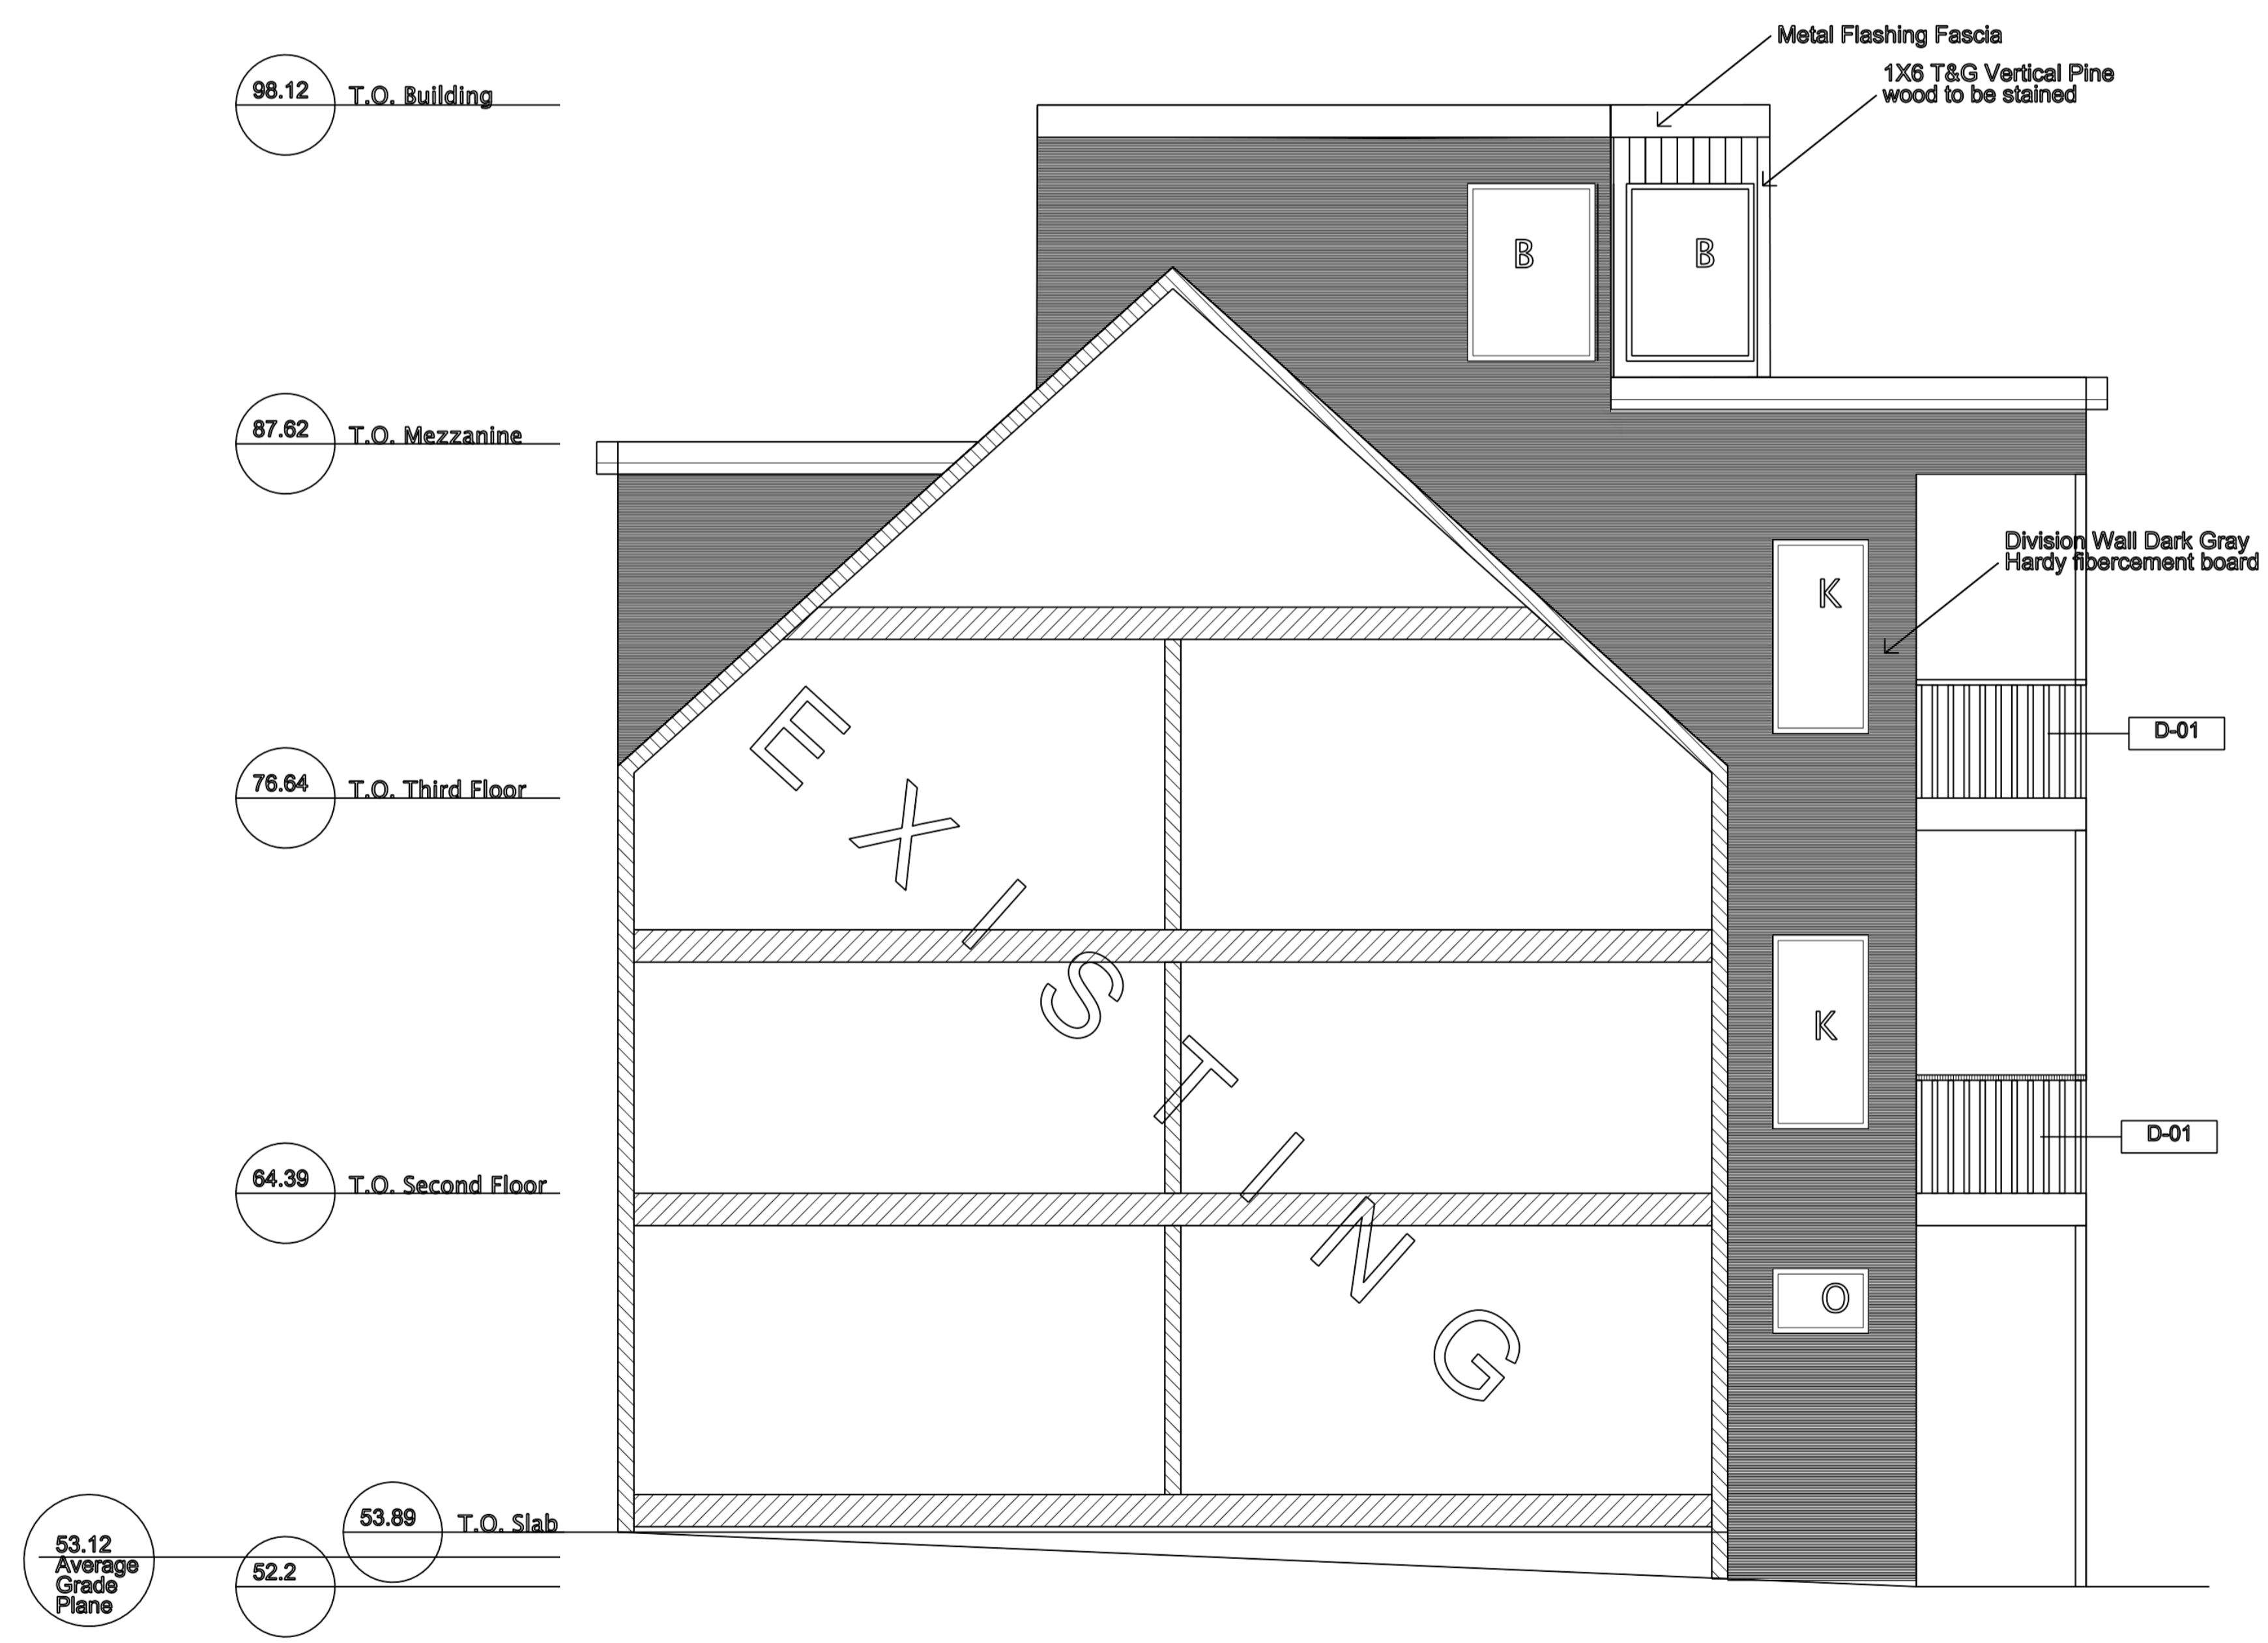 Metal Flashing Fascia
1X6 T&G Vertical Pine
wood to be stained
98.12
T.O. Building
B
B
87.62
T.O. Mezzanine
Division Wall Dark Gray
Hardy fibercement board
K
D-01
76.64
T.O. Third Floor
EXISTING
K
D-01
64.39
T.O. Second Floor
O
53.89
T.O. Slab
53.12
Average
Grade
Plane
52.2